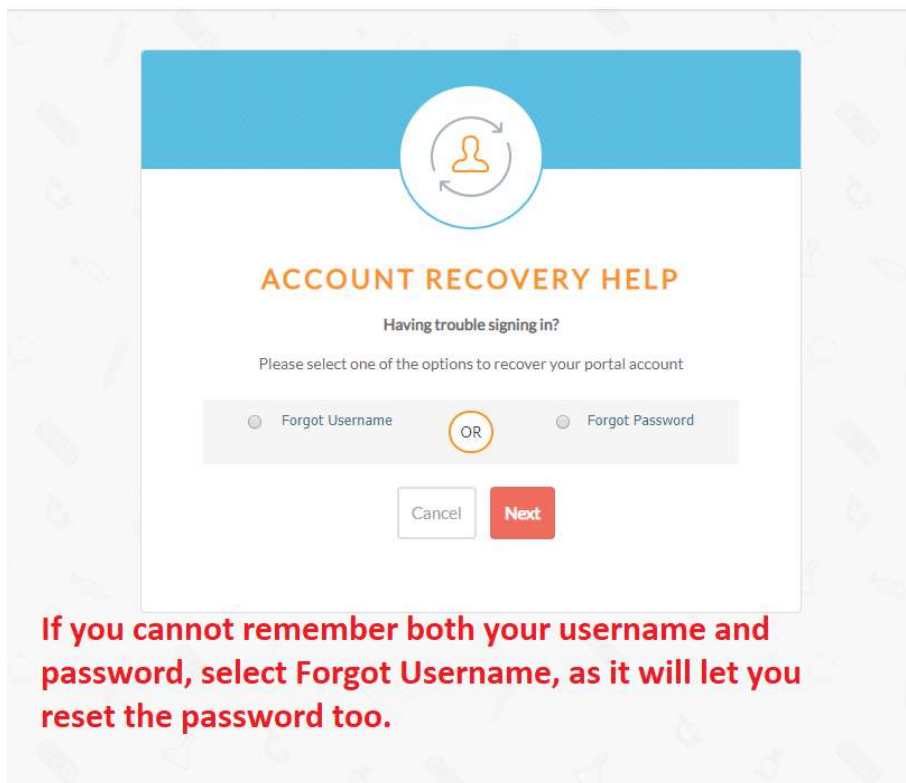 ACCOUNT RECOVERY HELP
Having trouble signing in?
Please select one of the options to recover your portal account
Forgot Username OR Forgot Password
Cancel Next
If you cannot remember both your username and
password, select Forgot Username, as it will let you
reset the password too.